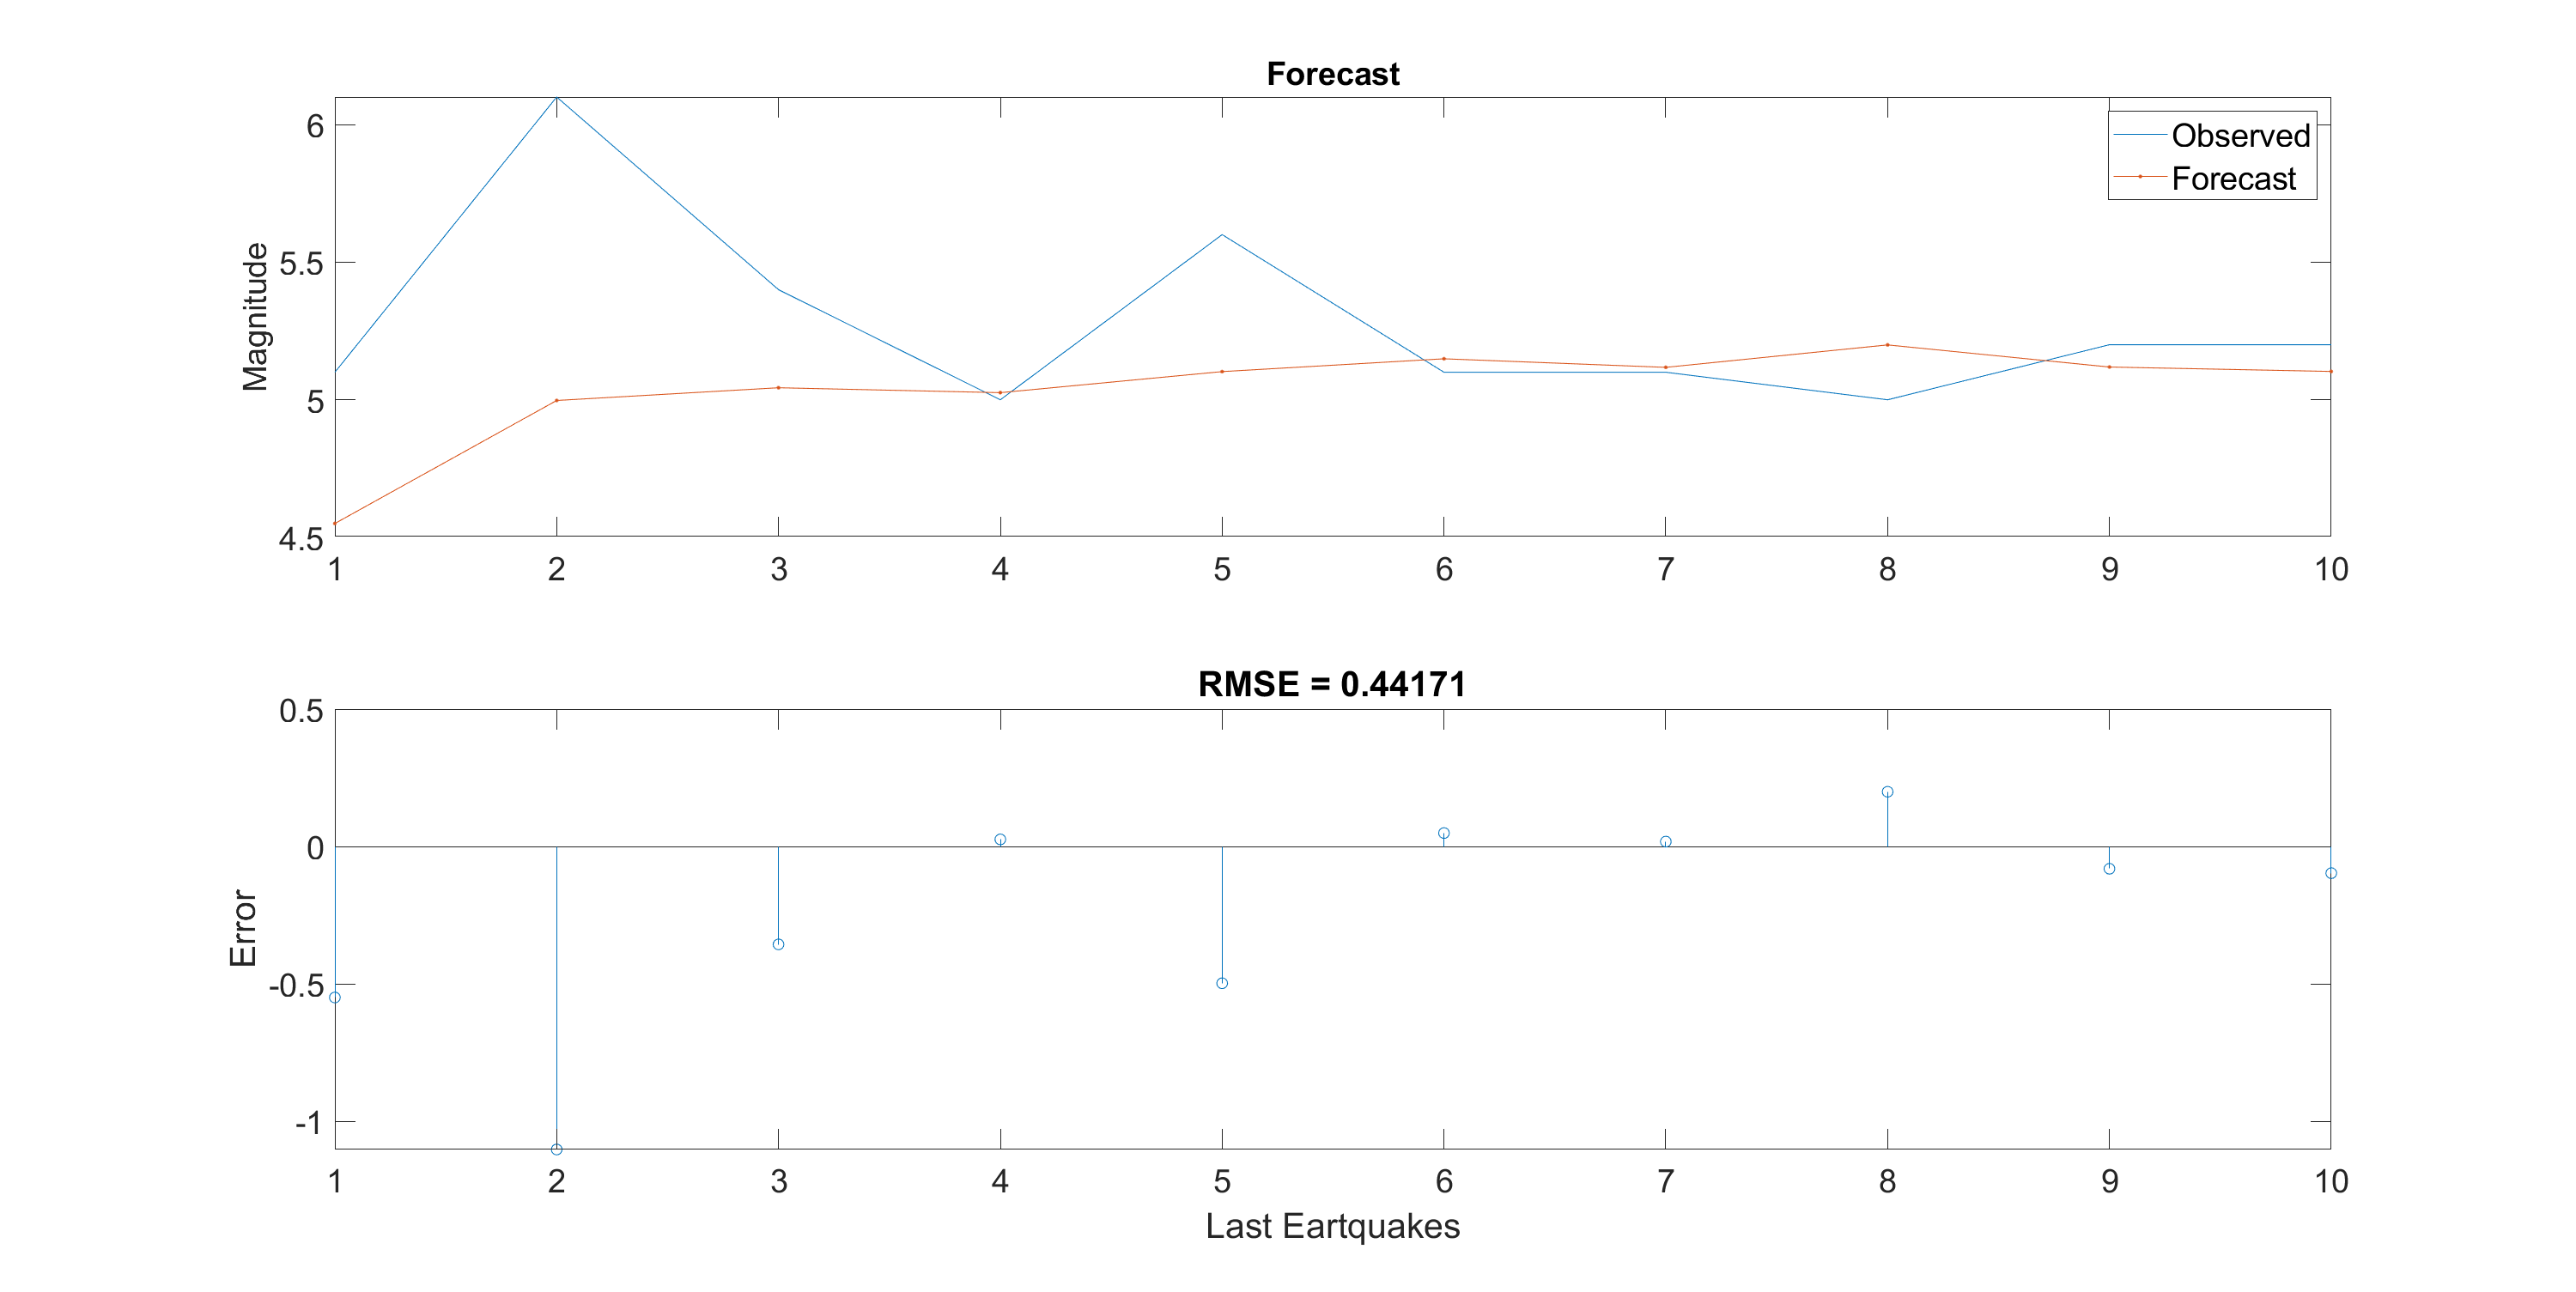 Forecast
6
5.5
5
4.5
Magnitude
Observed
Forecast
1 2 3 4 5 6 7 8 9 10
RMSE = 0.44171
0.5
0
-0.5
-1
Error
1 2 3 4 5 6 7 8 9 10
Last Eartquakes